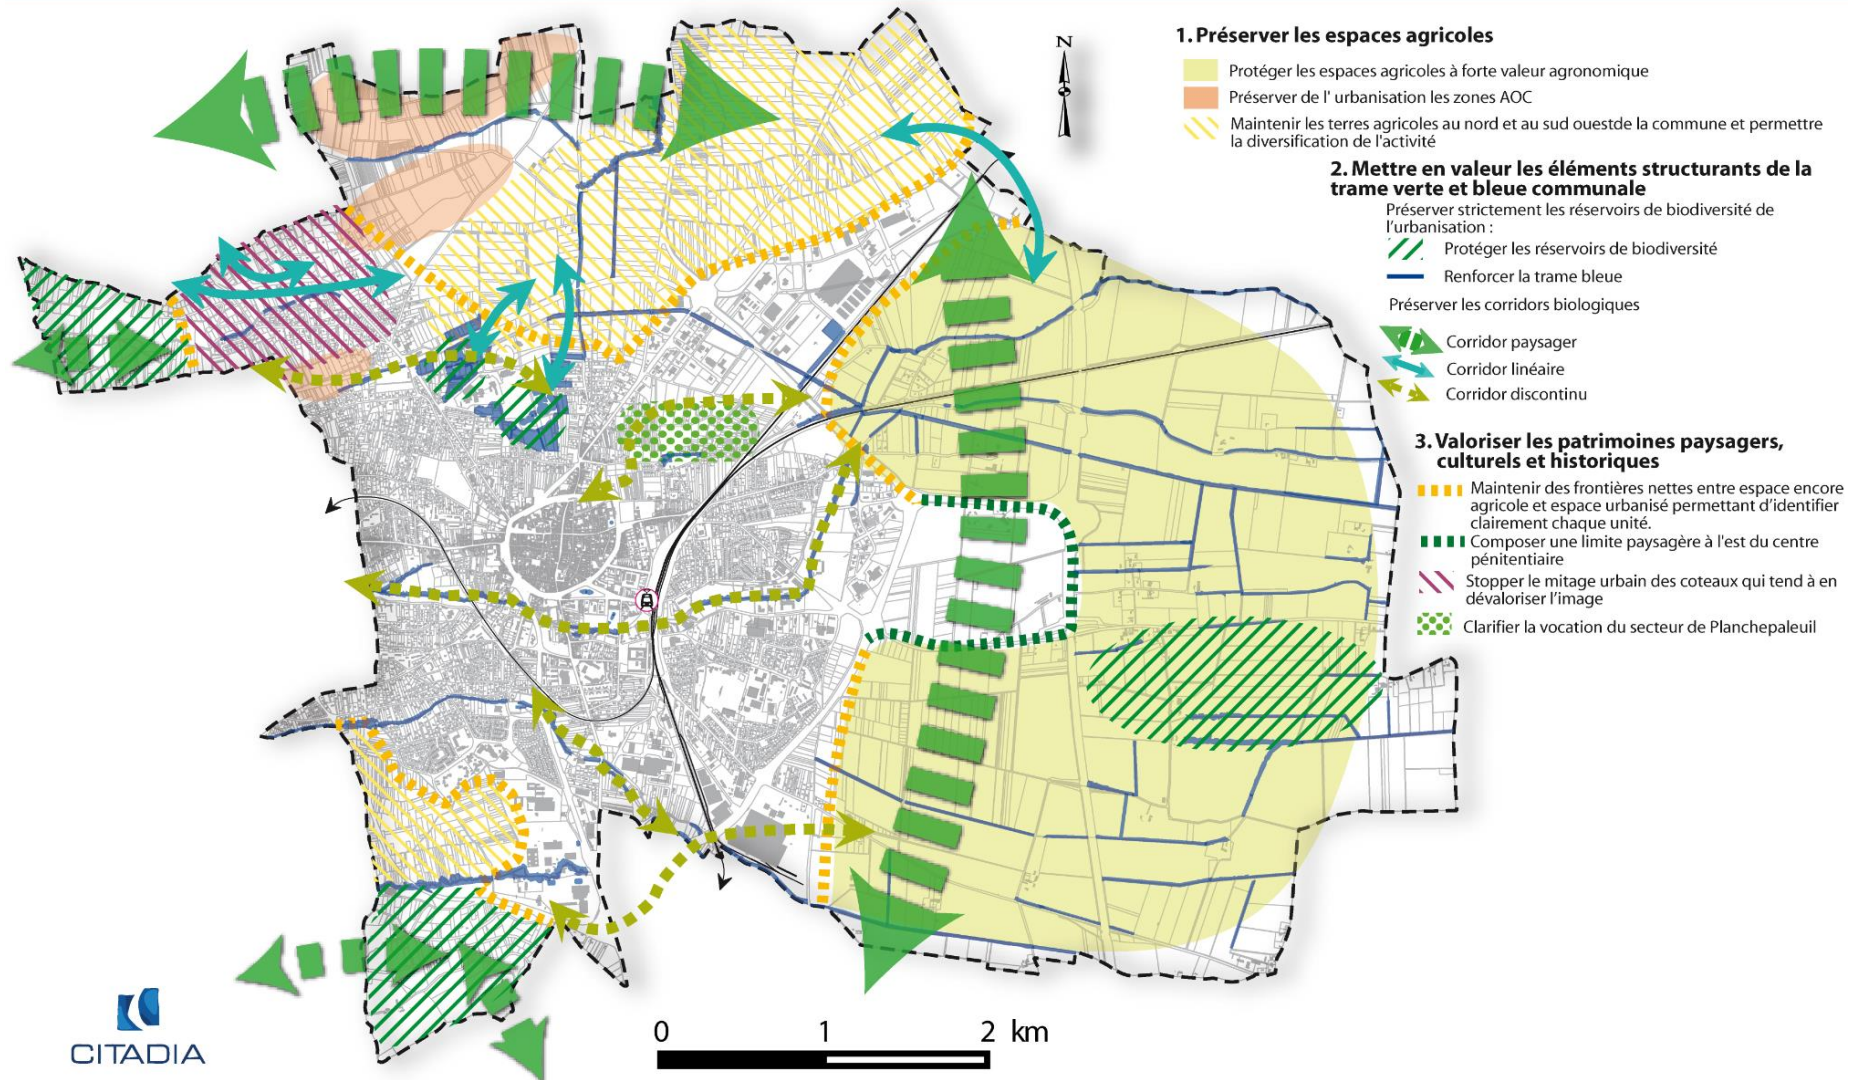 N
1. Préserver les espaces agricoles
Protéger les espaces agricoles à forte valeur agronomique
Préserver de l' urbanisation les zones AOC
Maintenir les terres agricoles au nord et au sud ouestde la commune et permettre
la diversification de l'activité
2. Mettre en valeur les éléments structurants de la
trame verte et bleue communale
Préserver strictement les réservoirs de biodiversité de
l'urbanisation :
Protéger les réservoirs de biodiversité
Renforcer la trame bleue
Préserver les corridors biologiques
Corridor paysager
Corridor linéaire
Corridor discontinu
3. Valoriser les patrimoines paysagers,
culturels et historiques
Maintenir des frontières nettes entre espace encore
agricole et espace urbanisé permettant d'identifier
clairement chaque unité.
Composer une limite paysagère à l'est du centre
pénitentiaire
Stopper le mitage urbain des coteaux qui tend à en
dévaloriser l'image
Clarifier la vocation du secteur de Planchepaleuil
CITADIA
0 1 2 km